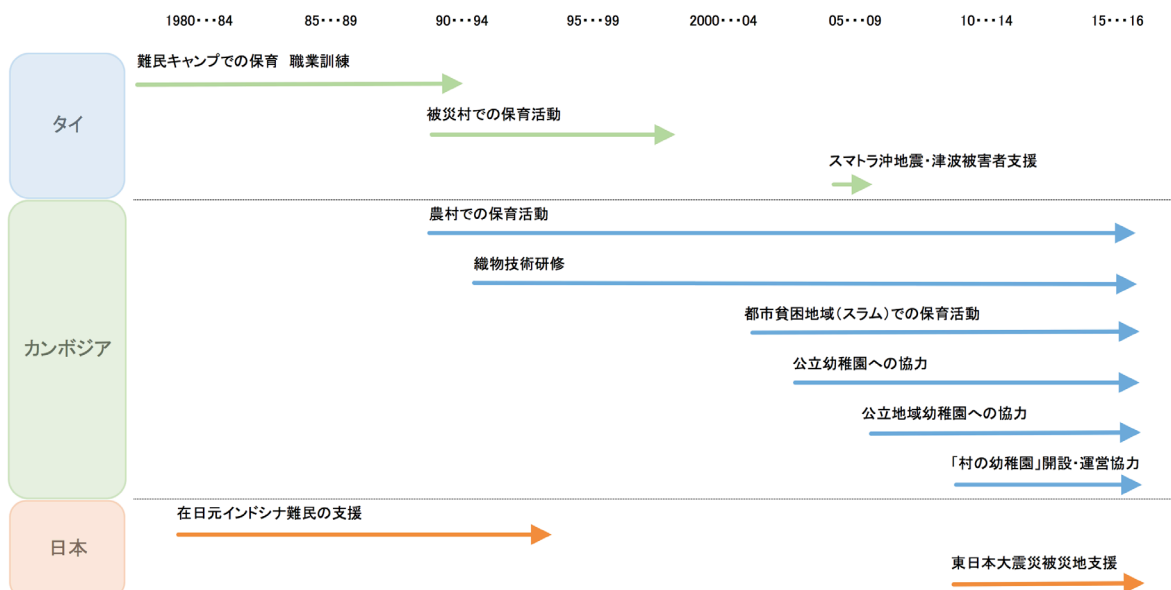 1980・・・84 85・・・89 90・・・94 95・・・99 2000・・・04 05・・・09 10・・・14 15・・・16
タイ
難民キャンプでの保育 職業訓練
被災村での保育活動
スマトラ沖地震・津波被害者支援
カンボジア
農村での保育活動
織物技術研修
都市貧困地域(スラム)での保育活動
公立幼稚園への協力
公立地域幼稚園への協力
「村の幼稚園」開設・運営協力
日本
在日元インドシナ難民の支援
東日本大震災被災地支援